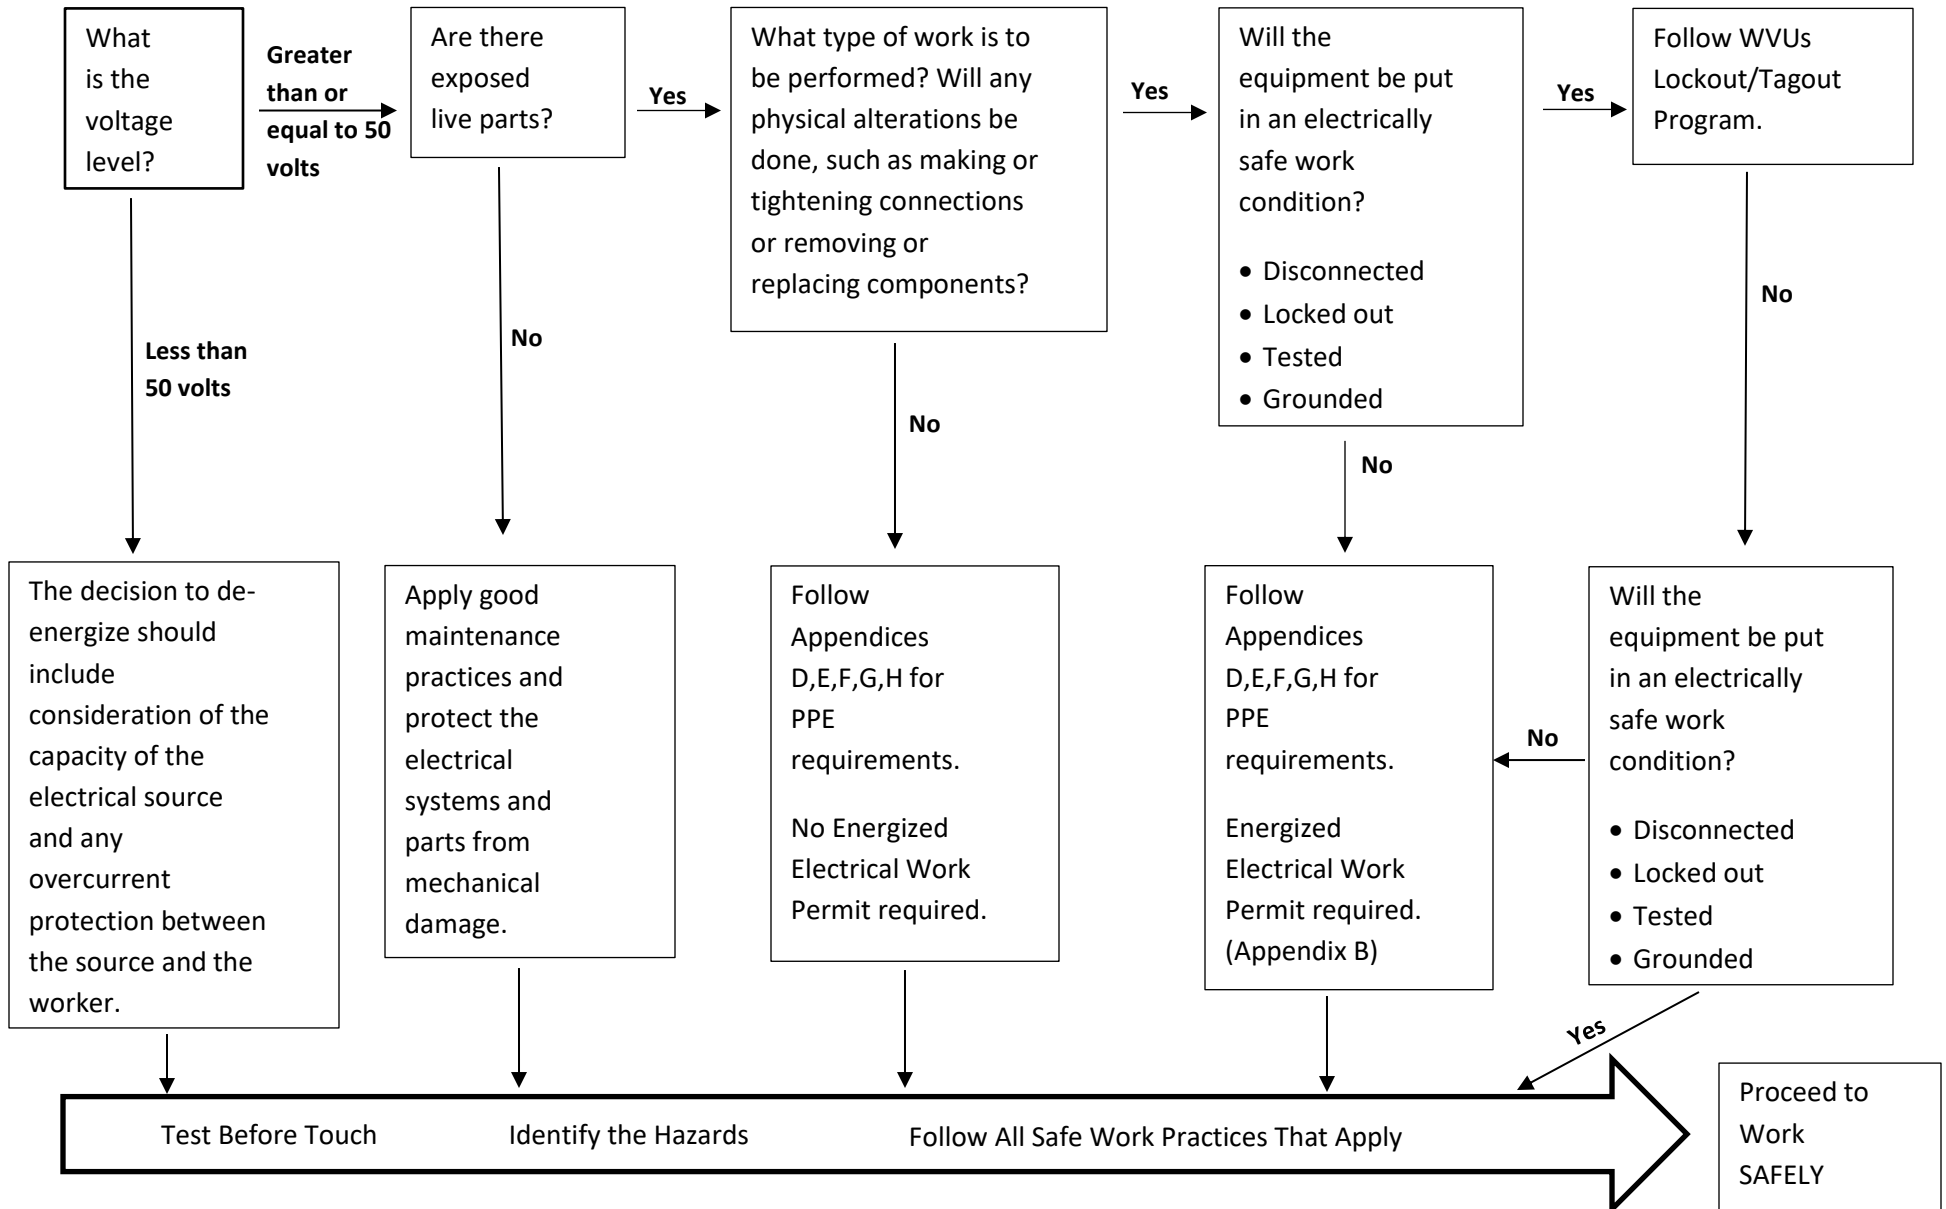 What
is the
voltage
level?
Greater
than or
equal to 50
volts
Are there
exposed
live parts?
Yes
What type of work is to
be performed? Will any
physical alterations be
done, such as making or
tightening connections
or removing or
replacing components?
Yes
Will the
equipment be put
in an electrically
safe work
condition?
• Disconnected
• Locked out
• Tested
• Grounded
Yes
Follow WVUs
Lockout/Tagout
Program.
Less than
50 volts
No
No
No
No
The decision to de-
energize should
include
consideration of the
capacity of the
electrical source
and any
overcurrent
protection between
the source and the
worker.
Apply good
maintenance
practices and
protect the
electrical
systems and
parts from
mechanical
damage.
Follow
Appendices
D,E,F,G,H for
PPE
requirements.
No Energized
Electrical Work
Permit required.
Follow
Appendices
D,E,F,G,H for
PPE
requirements.
Energized
Electrical Work
Permit required.
(Appendix B)
No
Will the
equipment be put
in an electrically
safe work
condition?
• Disconnected
• Locked out
• Tested
• Grounded
Yes
Test Before Touch
Identify the Hazards
Follow All Safe Work Practices That Apply
Proceed to
Work
SAFELY